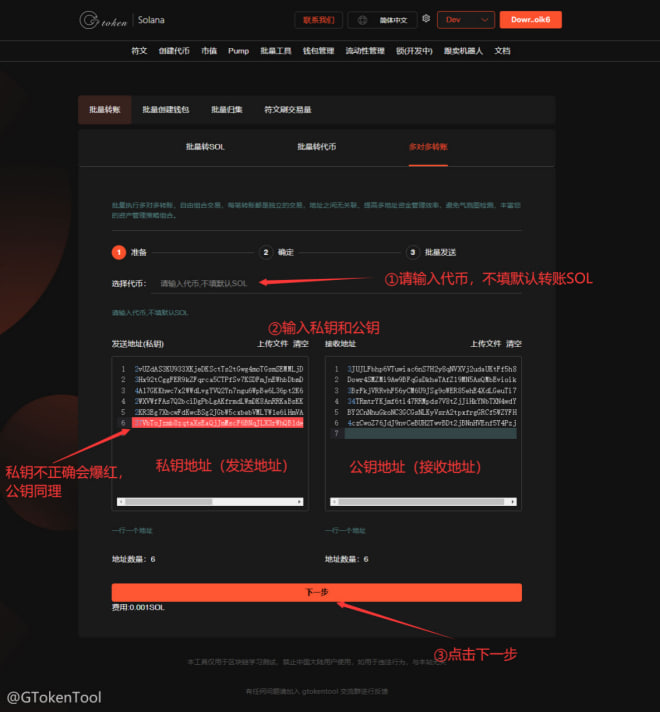 Gtoken | Solana
联系我们
简体中文
Dev
Dowr..oik6
符文 创建代币 市值 Pump 批量工具 钱包管理 流动性管理 锁(开发中) 跟卖机器人 文档
批量转账 批量创建钱包 批量归集 符文刷交易量
批量转SOL 批量转代币 多对多转账
批量执行多对多转账，自由组合交易，每笔转账都是独立的交易，地址之间无关联，提高多地址资金管理效率，避免气泡图检测，丰富您
的资产管理策略组合。
1 准备 2 确定 3 批量发送
选择代币： 请输入代币,不填默认SOL
①请输入代币，不填默认转账SOL
请输入代币,不填默认SOL
②输入私钥和公钥
发送地址(私钥) 上传文件 清空
接收地址 上传文件 清空
1
2
3
4
5
6
1
2
3
4
5
6
7
私钥不正确会爆红，
公钥同理
私钥地址（发送地址）
公钥地址（接收地址）
一行一个地址
一行一个地址
地址数量：6
地址数量：6
下一步
费用:0.001SOL
③点击下一步
本工具仅用于区块链学习测试，禁止中国大陆用户使用，如用于违法行为，与本站无关
有任何问题请加入 gtokentool 交流群进行反馈
@GTokenTool